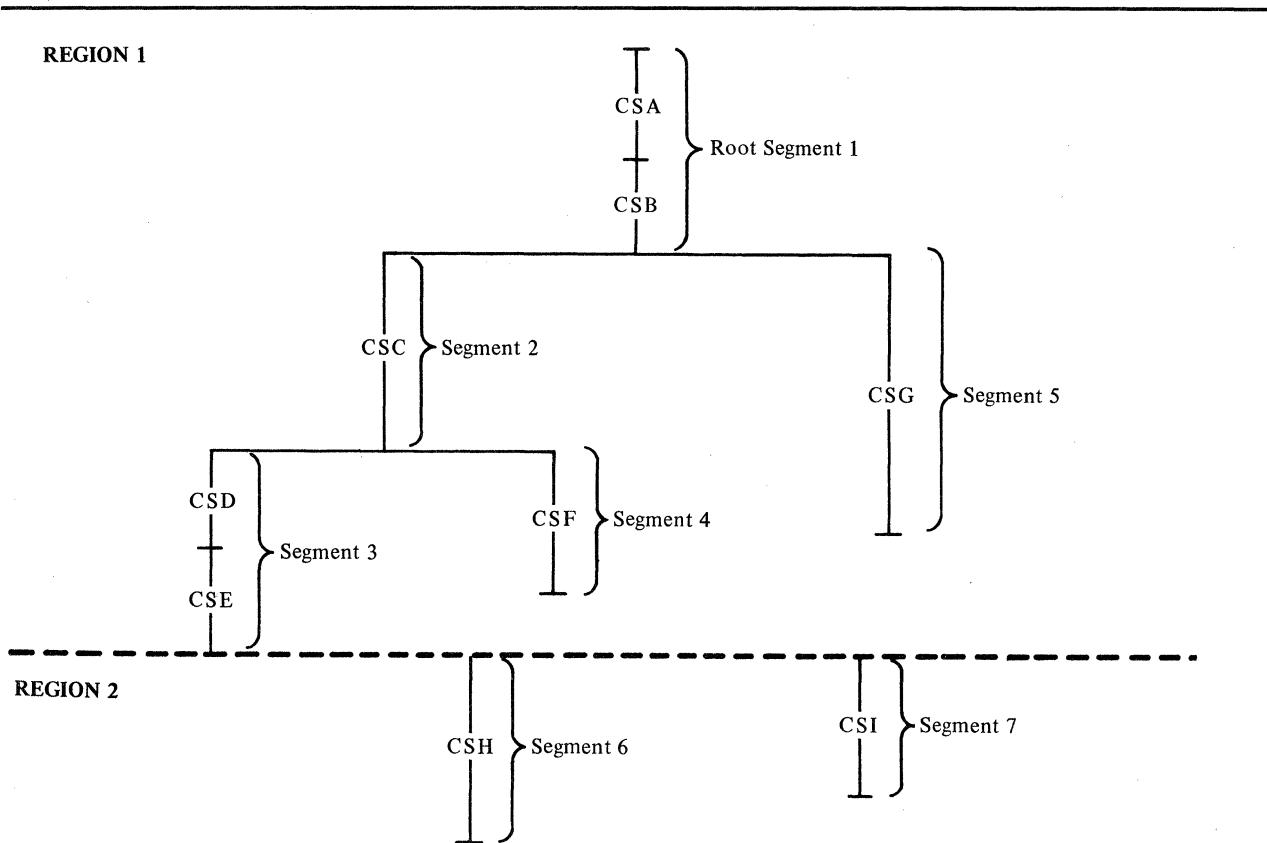 REGION 1
CSA
Root Segment 1
CSB
CSC
Segment 2
CSG
Segment 5
CSD
CSF
Segment 4
Segment 3
CSE
REGION 2
CSH
Segment 6
CSI
Segment 7